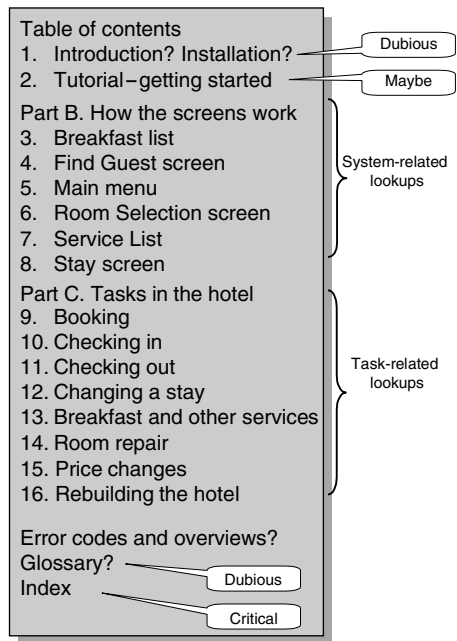 Table of contents
1. Introduction? Installation?
Dubious
2. Tutorial–getting started
Maybe
Part B. How the screens work
3. Breakfast list
4. Find Guest screen
5. Main menu
6. Room Selection screen
7. Service List
8. Stay screen
System-related
lookups
Part C. Tasks in the hotel
9. Booking
10. Checking in
11. Checking out
12. Changing a stay
13. Breakfast and other services
14. Room repair
15. Price changes
16. Rebuilding the hotel
Task-related
lookups
Error codes and overviews?
Glossary?
Dubious
Index
Critical